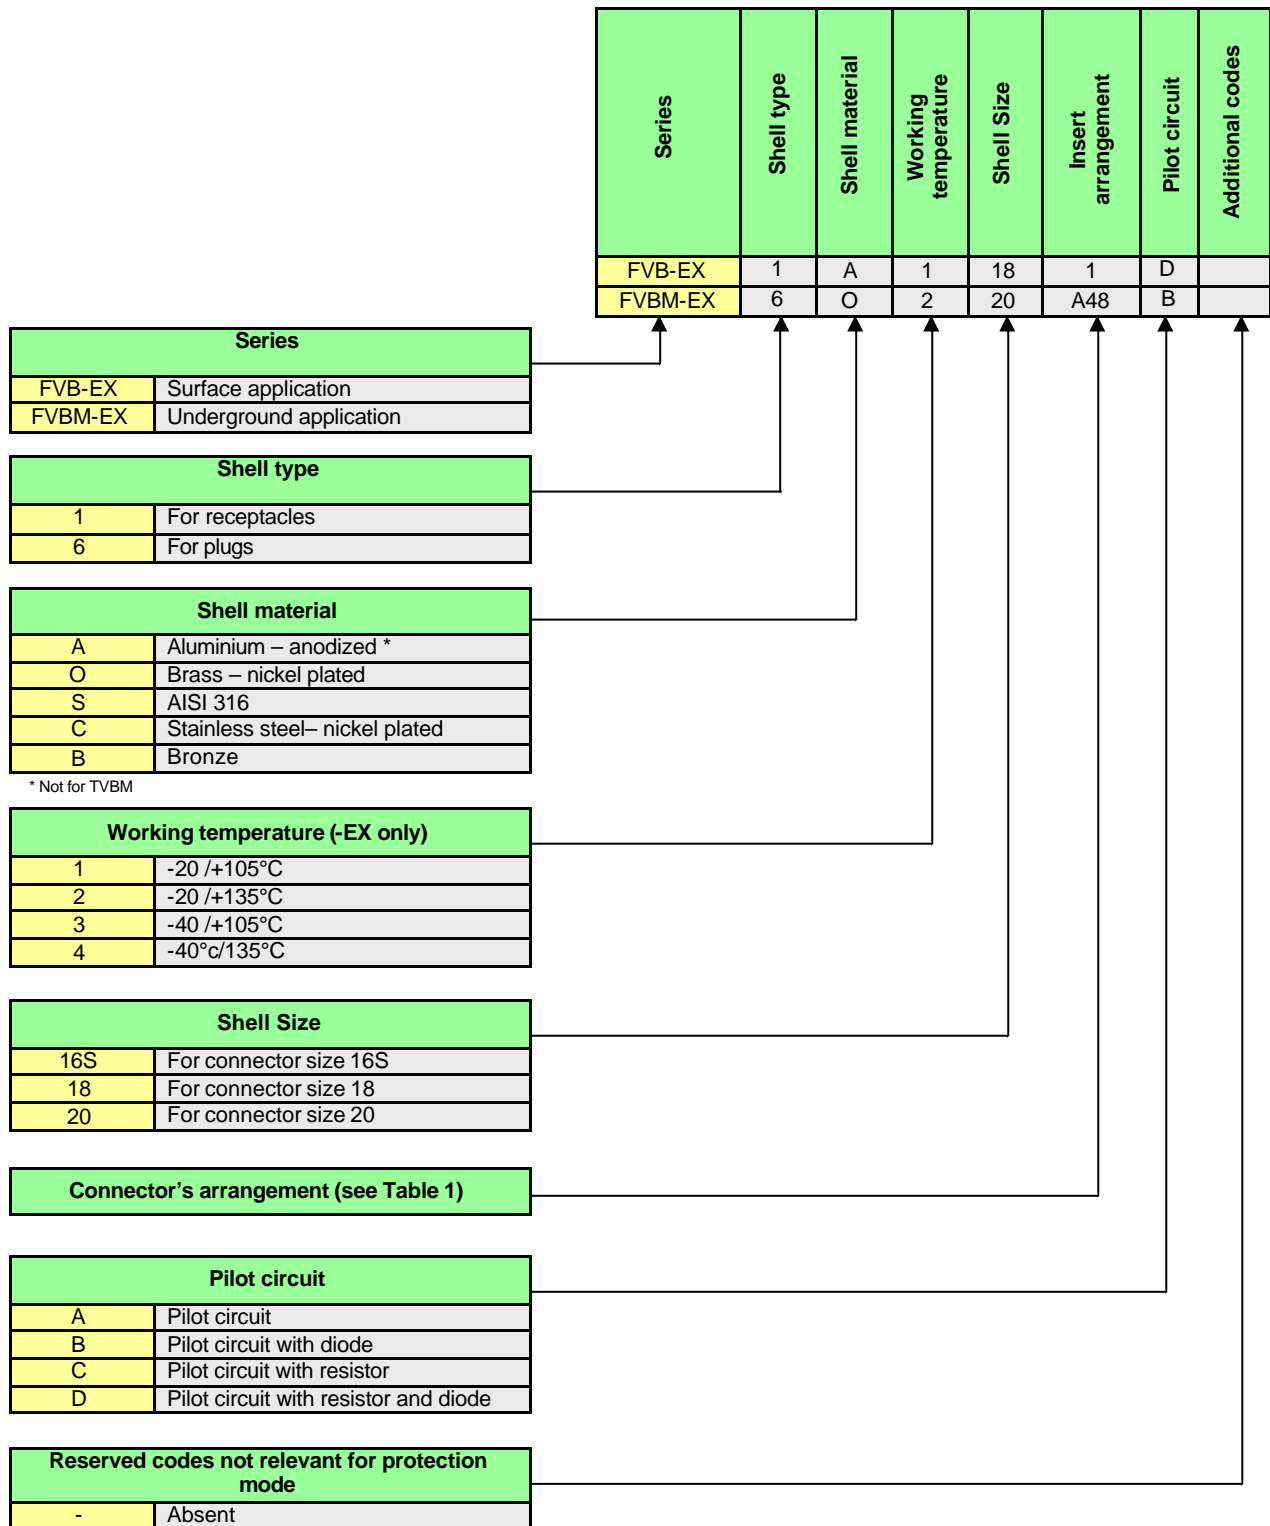 Series
Shell type
Shell material
Working
temperature
Shell Size
Insert
arrangement
Pilot circuit
Additional codes
FVB-EX 1 A 1 18 1 D
FVBM-EX 6 O 2 20 A48 B
Series
FVB-EX Surface application
FVBM-EX Underground application
Shell type
1 For receptacles
6 For plugs
Shell material
A Aluminium – anodized *
O Brass – nickel plated
S AISI 316
C Stainless steel– nickel plated
B Bronze
* Not for TVBM
Working temperature (-EX only)
1 -20 /+105°C
2 -20 /+135°C
3 -40 /+105°C
4 -40°c/135°C
Shell Size
16S For connector size 16S
18 For connector size 18
20 For connector size 20
Connector’s arrangement (see Table 1)
Pilot circuit
A Pilot circuit
B Pilot circuit with diode
C Pilot circuit with resistor
D Pilot circuit with resistor and diode
Reserved codes not relevant for protection
mode
- Absent